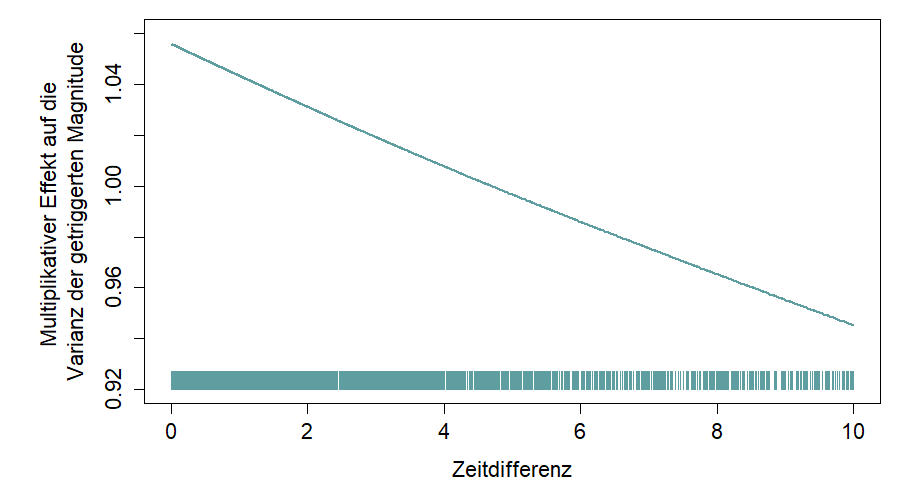 Multiplikativer Effekt auf die
Varianz der getriggerten Magnitude
1.04
1.00
0.96
0.92
0 2 4 6 8 10
Zeitdifferenz